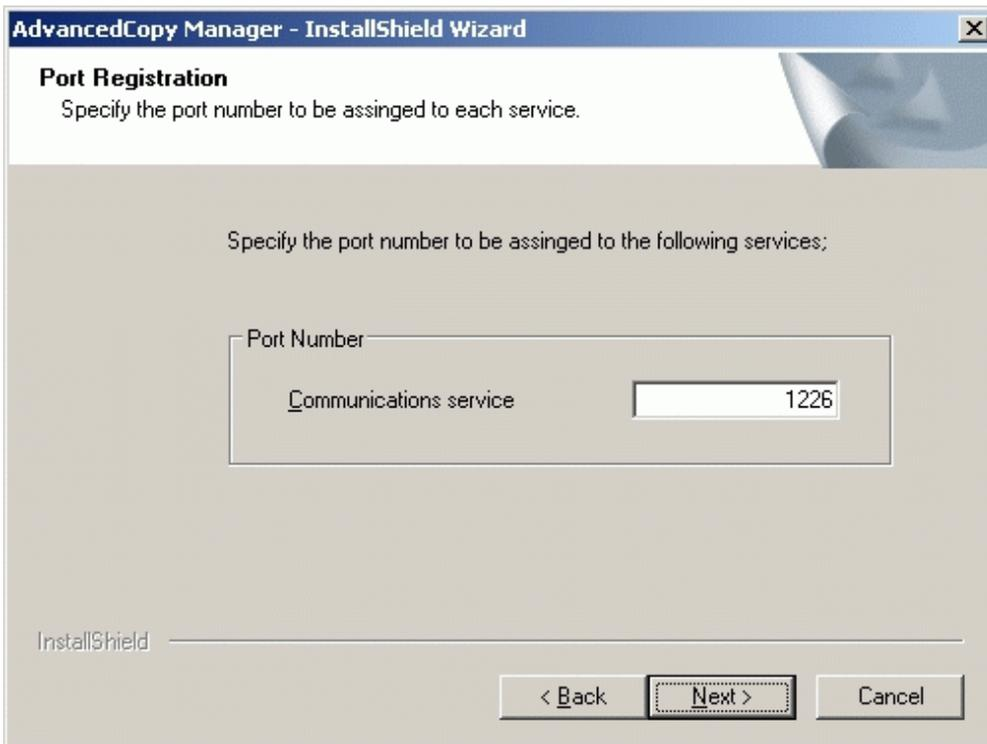 AdvancedCopy Manager - InstallShield Wizard
Port Registration
Specify the port number to be assinged to each service.
Specify the port number to be assinged to the following services;
Port Number
Communications service 1226
InstallShield
< Back Next > Cancel